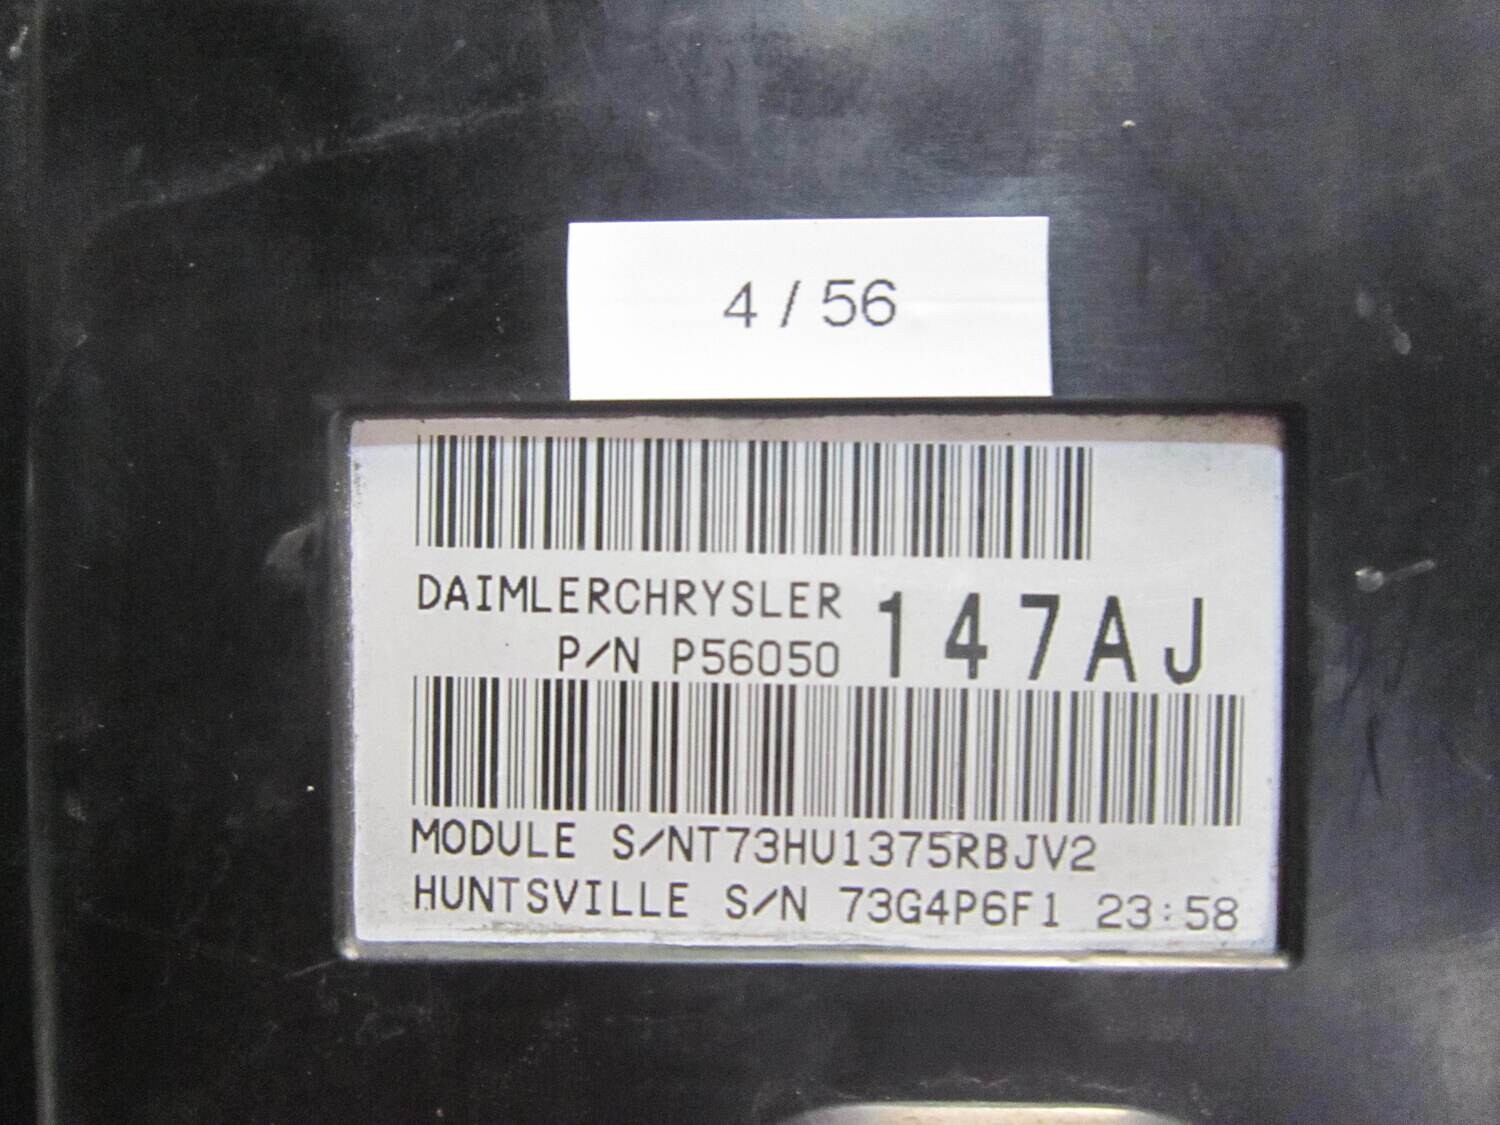 4 / 56
DAIMLERCHRYSLER
P/N P56050 147AJ
MODULE S/NT73HU1375RBJV2
HUNTSVILLE S/N 73G4P6F1 23:58